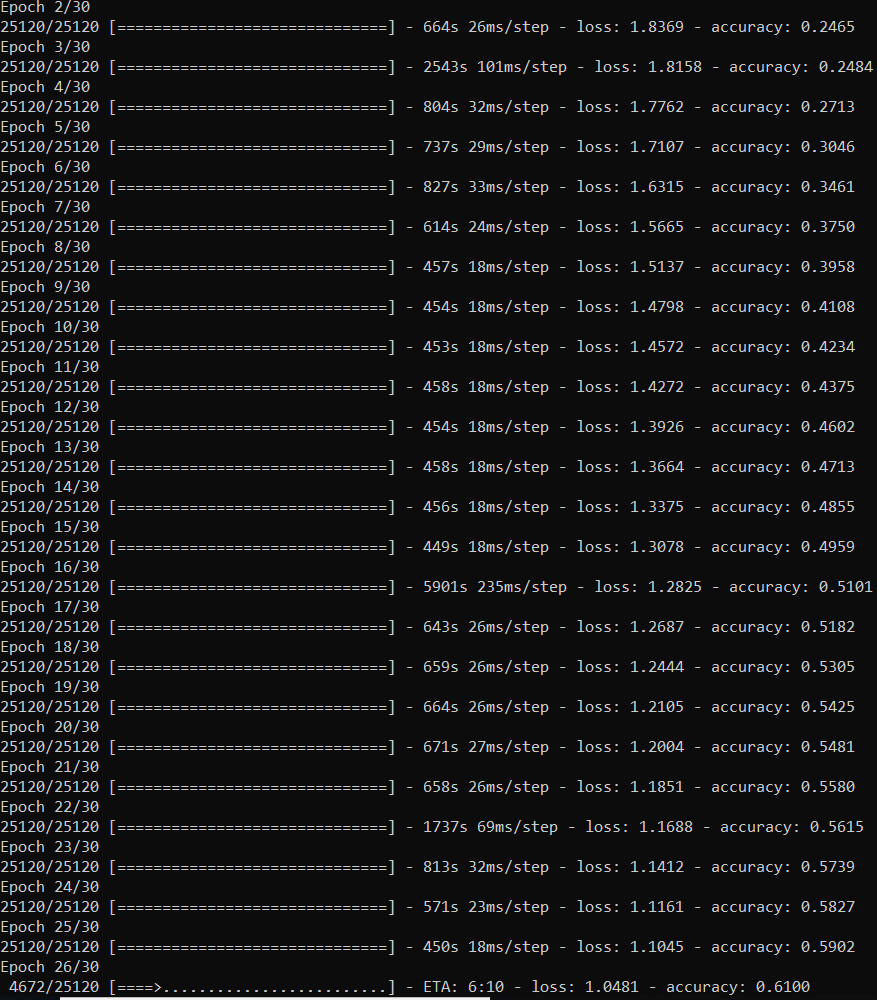 Epoch 2/30
25120/25120 [==============================] - 664s 26ms/step - loss: 1.8369 - accuracy: 0.2465
Epoch 3/30
25120/25120 [==============================] - 2543s 101ms/step - loss: 1.8158 - accuracy: 0.2484
Epoch 4/30
25120/25120 [==============================] - 804s 32ms/step - loss: 1.7762 - accuracy: 0.2713
Epoch 5/30
25120/25120 [==============================] - 737s 29ms/step - loss: 1.7107 - accuracy: 0.3046
Epoch 6/30
25120/25120 [==============================] - 827s 33ms/step - loss: 1.6315 - accuracy: 0.3461
Epoch 7/30
25120/25120 [==============================] - 614s 24ms/step - loss: 1.5665 - accuracy: 0.3750
Epoch 8/30
25120/25120 [==============================] - 457s 18ms/step - loss: 1.5137 - accuracy: 0.3958
Epoch 9/30
25120/25120 [==============================] - 454s 18ms/step - loss: 1.4798 - accuracy: 0.4108
Epoch 10/30
25120/25120 [==============================] - 453s 18ms/step - loss: 1.4572 - accuracy: 0.4234
Epoch 11/30
25120/25120 [==============================] - 458s 18ms/step - loss: 1.4272 - accuracy: 0.4375
Epoch 12/30
25120/25120 [==============================] - 454s 18ms/step - loss: 1.3926 - accuracy: 0.4602
Epoch 13/30
25120/25120 [==============================] - 458s 18ms/step - loss: 1.3664 - accuracy: 0.4713
Epoch 14/30
25120/25120 [==============================] - 456s 18ms/step - loss: 1.3375 - accuracy: 0.4855
Epoch 15/30
25120/25120 [==============================] - 449s 18ms/step - loss: 1.3078 - accuracy: 0.4959
Epoch 16/30
25120/25120 [==============================] - 5901s 235ms/step - loss: 1.2825 - accuracy: 0.5101
Epoch 17/30
25120/25120 [==============================] - 643s 26ms/step - loss: 1.2687 - accuracy: 0.5182
Epoch 18/30
25120/25120 [==============================] - 659s 26ms/step - loss: 1.2444 - accuracy: 0.5305
Epoch 19/30
25120/25120 [==============================] - 664s 26ms/step - loss: 1.2105 - accuracy: 0.5425
Epoch 20/30
25120/25120 [==============================] - 671s 27ms/step - loss: 1.2004 - accuracy: 0.5481
Epoch 21/30
25120/25120 [==============================] - 658s 26ms/step - loss: 1.1851 - accuracy: 0.5580
Epoch 22/30
25120/25120 [==============================] - 1737s 69ms/step - loss: 1.1688 - accuracy: 0.5615
Epoch 23/30
25120/25120 [==============================] - 813s 32ms/step - loss: 1.1412 - accuracy: 0.5739
Epoch 24/30
25120/25120 [==============================] - 571s 23ms/step - loss: 1.1161 - accuracy: 0.5827
Epoch 25/30
25120/25120 [==============================] - 450s 18ms/step - loss: 1.1045 - accuracy: 0.5902
Epoch 26/30
 4672/25120 [====>.........................] - ETA: 6:10 - loss: 1.0481 - accuracy: 0.6100